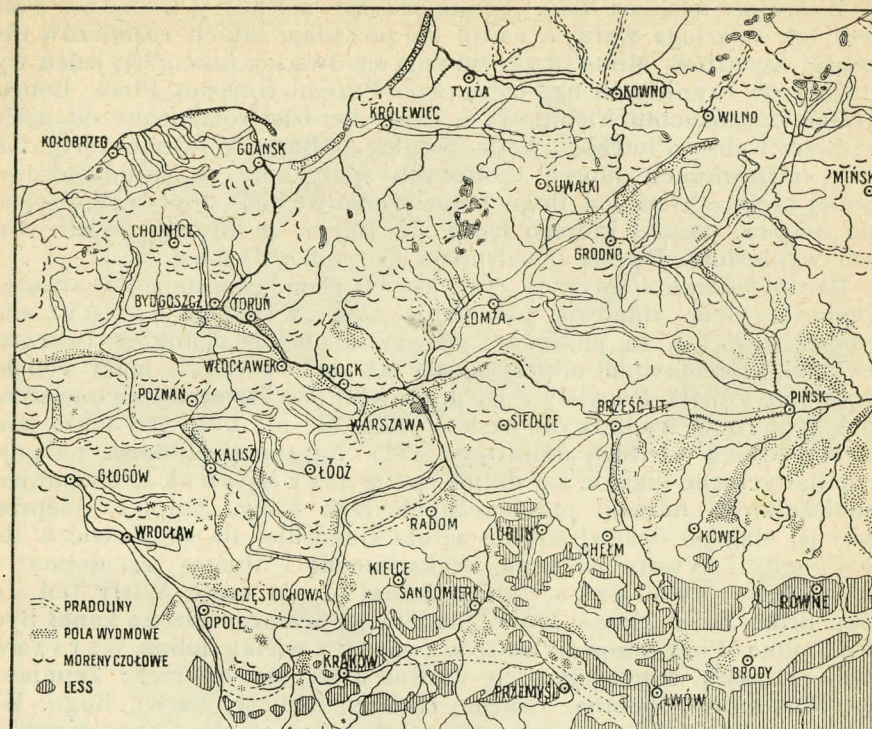 TYLŻA
KOWNO
KRÓLEWIEC
WILNO
KOŁOBRZEG
GDAŃSK
SUWAŁKI
MIŃSK
CHOJNICE
GRODNO
BYDGOSZCZ
TORUŃ
ŁOMŻA
WŁOCŁAWEK
PŁOCK
POZNAŃ
WARSZAWA
SIEDLCE
BRZEŚĆ LIT.
PIŃSK
KALISZ
ŁÓDŹ
GŁOGÓW
RADOM
WROCŁAW
LUBLIN
CHEŁM
KOWEL
KIELCE
CZĘSTOCHOWA
SANDOMIERZ
RÓWNE
OPOLE
PRADOLINY
POLA WYDMOWE
MORENY CZOŁOWE
LESS
KRAKÓW
PRZEMYŚL
LWÓW
BRODY